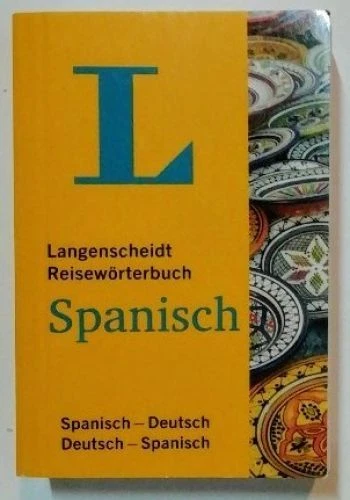 L
Langenscheidt
Reisewörterbuch
Spanisch
Spanisch – Deutsch
Deutsch – Spanisch